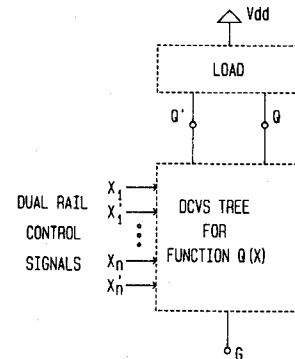 Vdd
LOAD
Q'
Q
DUAL RAIL
CONTROL
SIGNALS
X1
X1'
Xn
Xn'
DCVS TREE
FOR
FUNCTION Q(X)
G